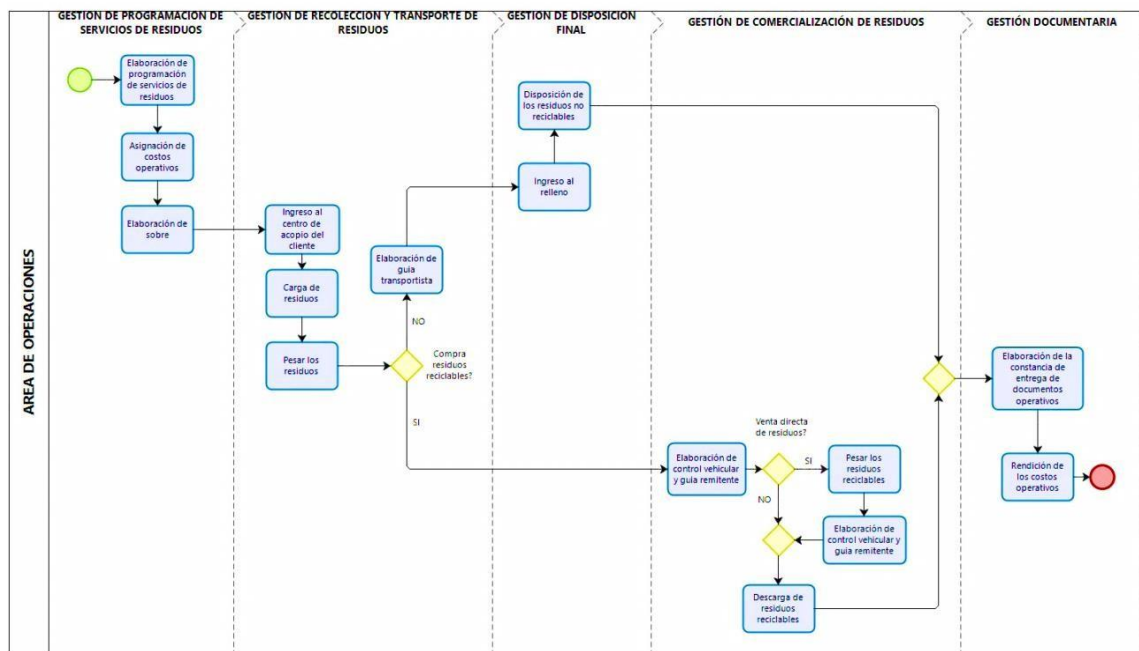 GESTION DE PROGRAMACION DE
SERVICIOS DE RESIDUOS
GESTION DE RECOLECCION Y TRANSPORTE DE
RESIDUOS
GESTION DE DISPOSICION
FINAL
GESTIÓN DE COMERCIALIZACIÓN DE RESIDUOS
GESTIÓN DOCUMENTARIA
AREA DE OPERACIONES
Elaboración de
programación
de servicios de
residuos
Asignación de
costos
operativos
Elaboración de
sobre
Ingreso al
centro de
acopio del
cliente
Carga de
residuos
Pesar los
residuos
Elaboración de
guia
transportista
NO
Compra
residuos
reciclables?
SI
Disposición de
los residuos no
reciclables
Ingreso al
relleno
Elaboración de
control vehicular
y guia remitente
Venta directa
de residuos?
SI
NO
Pesar los
residuos
reciclables
Elaboración de
control vehicular y
guia remitente
Descarga de
residuos
reciclables
Elaboración de la
constancia de
entrega de
documentos
operativos
Rendición de
los costos
operativos